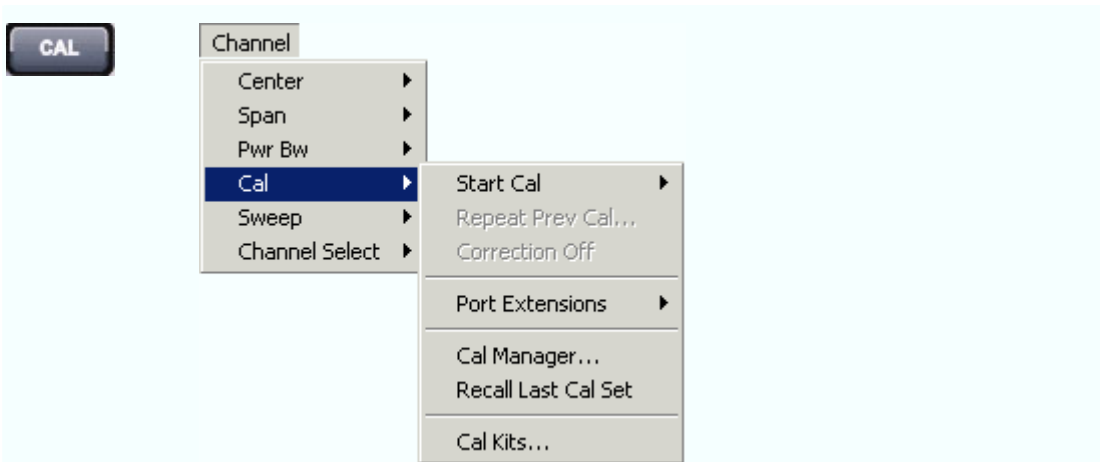 CAL
Channel
Center
Span
Pwr Bw
Cal
Sweep
Channel Select
Start Cal
Repeat Prev Cal...
Correction Off
Port Extensions
Cal Manager...
Recall Last Cal Set
Cal Kits...